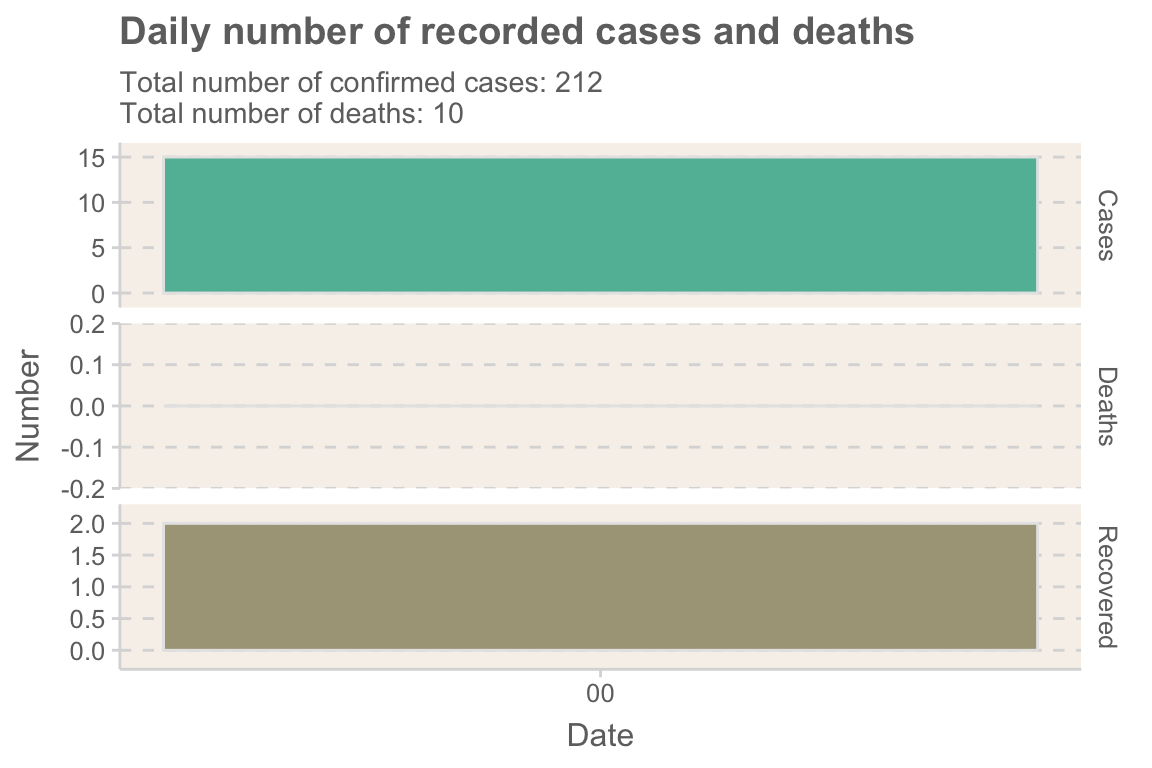 Daily number of recorded cases and deaths
Total number of confirmed cases: 212
Total number of deaths: 10
15
10
5
0
Cases
0.2
0.1
0.0
-0.1
-0.2
Deaths
2.0
1.5
1.0
0.5
0.0
Recovered
Number
00
Date